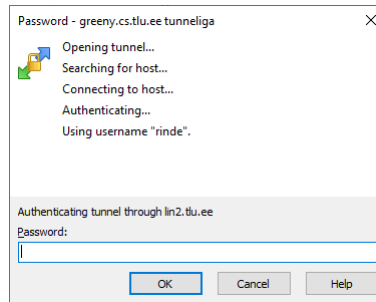 Password - greeny.cs.tlu.ee tunneliga
Opening tunnel...
Searching for host...
Connecting to host...
Authenticating...
Using username "rinde".
Authenticating tunnel through lin2.tlu.ee
Password:
OK Cancel Help